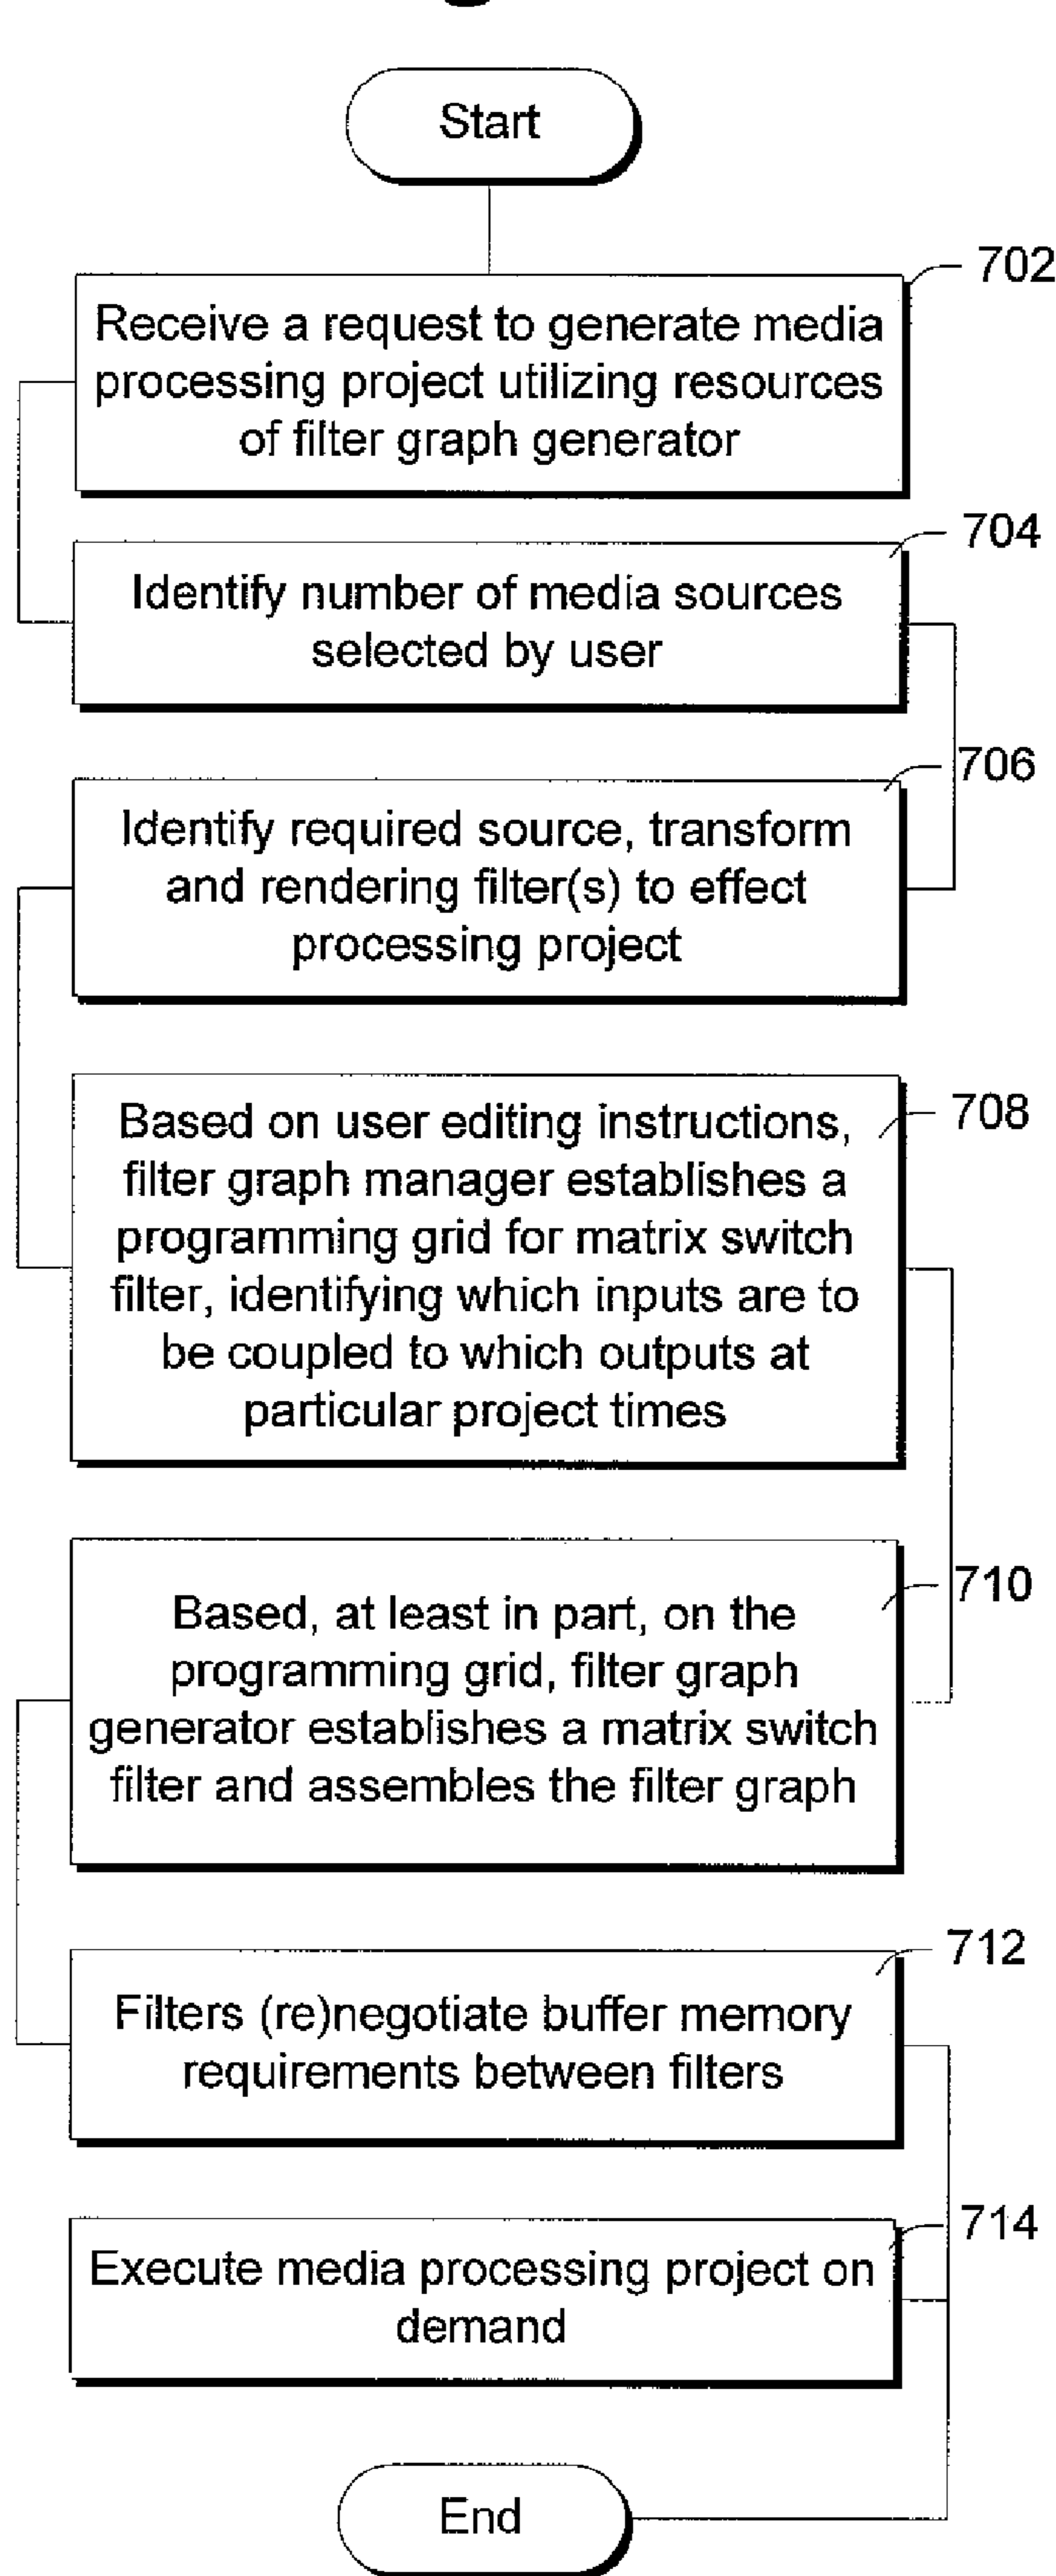 Start
702
Receive a request to generate media
processing project utilizing resources
of filter graph generator
704
Identify number of media sources
selected by user
706
Identify required source, transform
and rendering filter(s) to effect
processing project
708
Based on user editing instructions,
filter graph manager establishes a
programming grid for matrix switch
filter, identifying which inputs are to
be coupled to which outputs at
particular project times
710
Based, at least in part, on the
programming grid, filter graph
generator establishes a matrix switch
filter and assembles the filter graph
712
Filters (re)negotiate buffer memory
requirements between filters
714
Execute media processing project on
demand
End